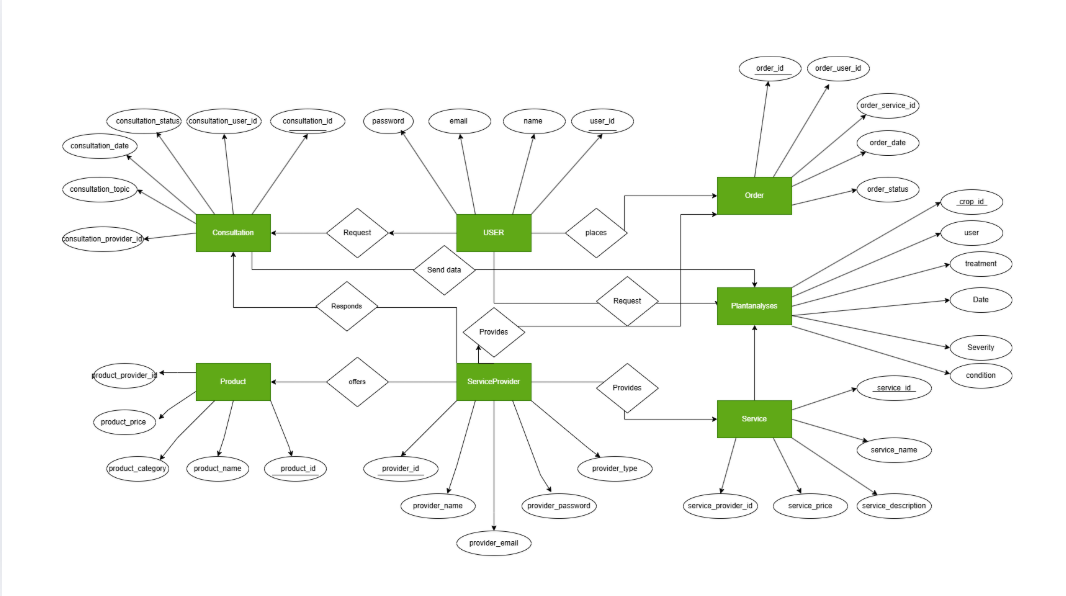 order_id
order_user_id
order_service_id
order_date
order_status
Order
consultation_status
consultation_user_id
consultation_id
consultation_date
consultation_topic
consultation_provider_id
Consultation
password
email
name
user_id
USER
Request
places
Send data
Request
Responds
Provides
crop_id
user
treatment
Date
Severity
condition
Plantanalyses
product_provider_id
product_price
product_category
product_name
product_id
Product
offers
ServiceProvider
Provides
provider_id
provider_name
provider_email
provider_password
provider_type
service_id
service_name
Service
service_provider_id
service_price
service_description